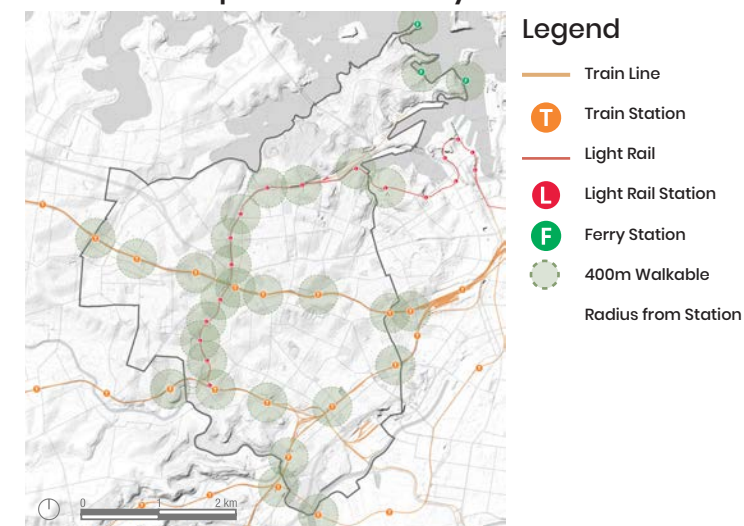 Legend
Train Line
T
Train Station
Light Rail
L
Light Rail Station
F
Ferry Station
400m Walkable
Radius from Station
0
1
2 km